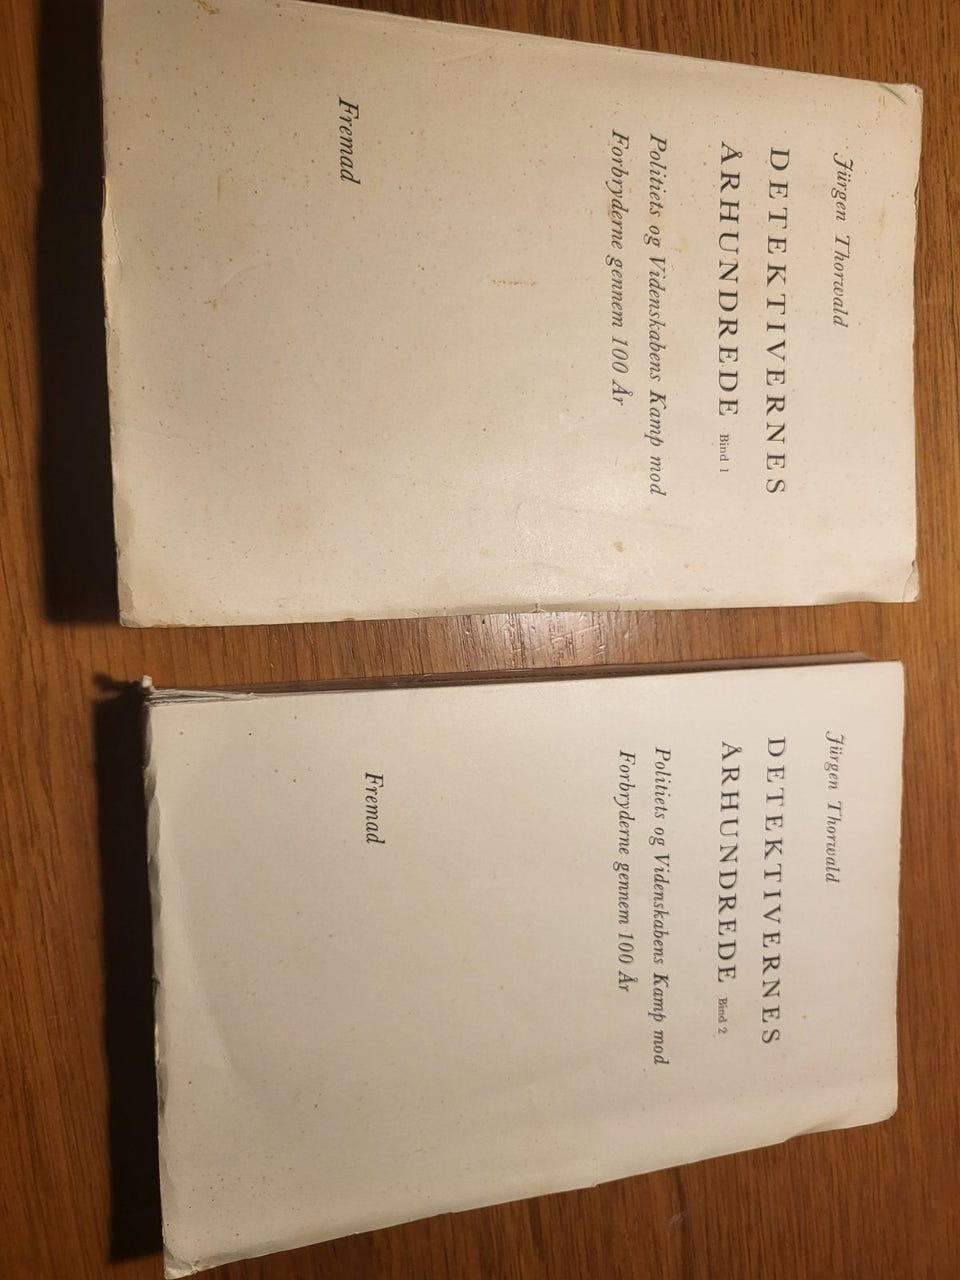 Jürgen Thorwald
DETEKTIVERNES
ÅRHUNDREDE Bind 1
Politiets og Videnskabens Kamp mod
Forbryderne gennem 100 År
Fremad
Jürgen Thorwald
DETEKTIVERNES
ÅRHUNDREDE Bind 2
Politiets og Videnskabens Kamp mod
Forbryderne gennem 100 År
Fremad